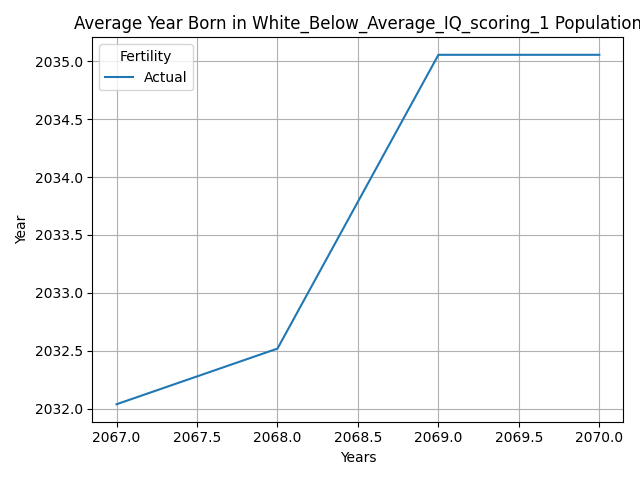 Average Year Born in White_Below_Average_IQ_scoring_1 Population
Fertility
Actual
2035.0
2034.5
2034.0
2033.5
2033.0
2032.5
2032.0
Year
2067.0 2067.5 2068.0 2068.5 2069.0 2069.5 2070.0
Years